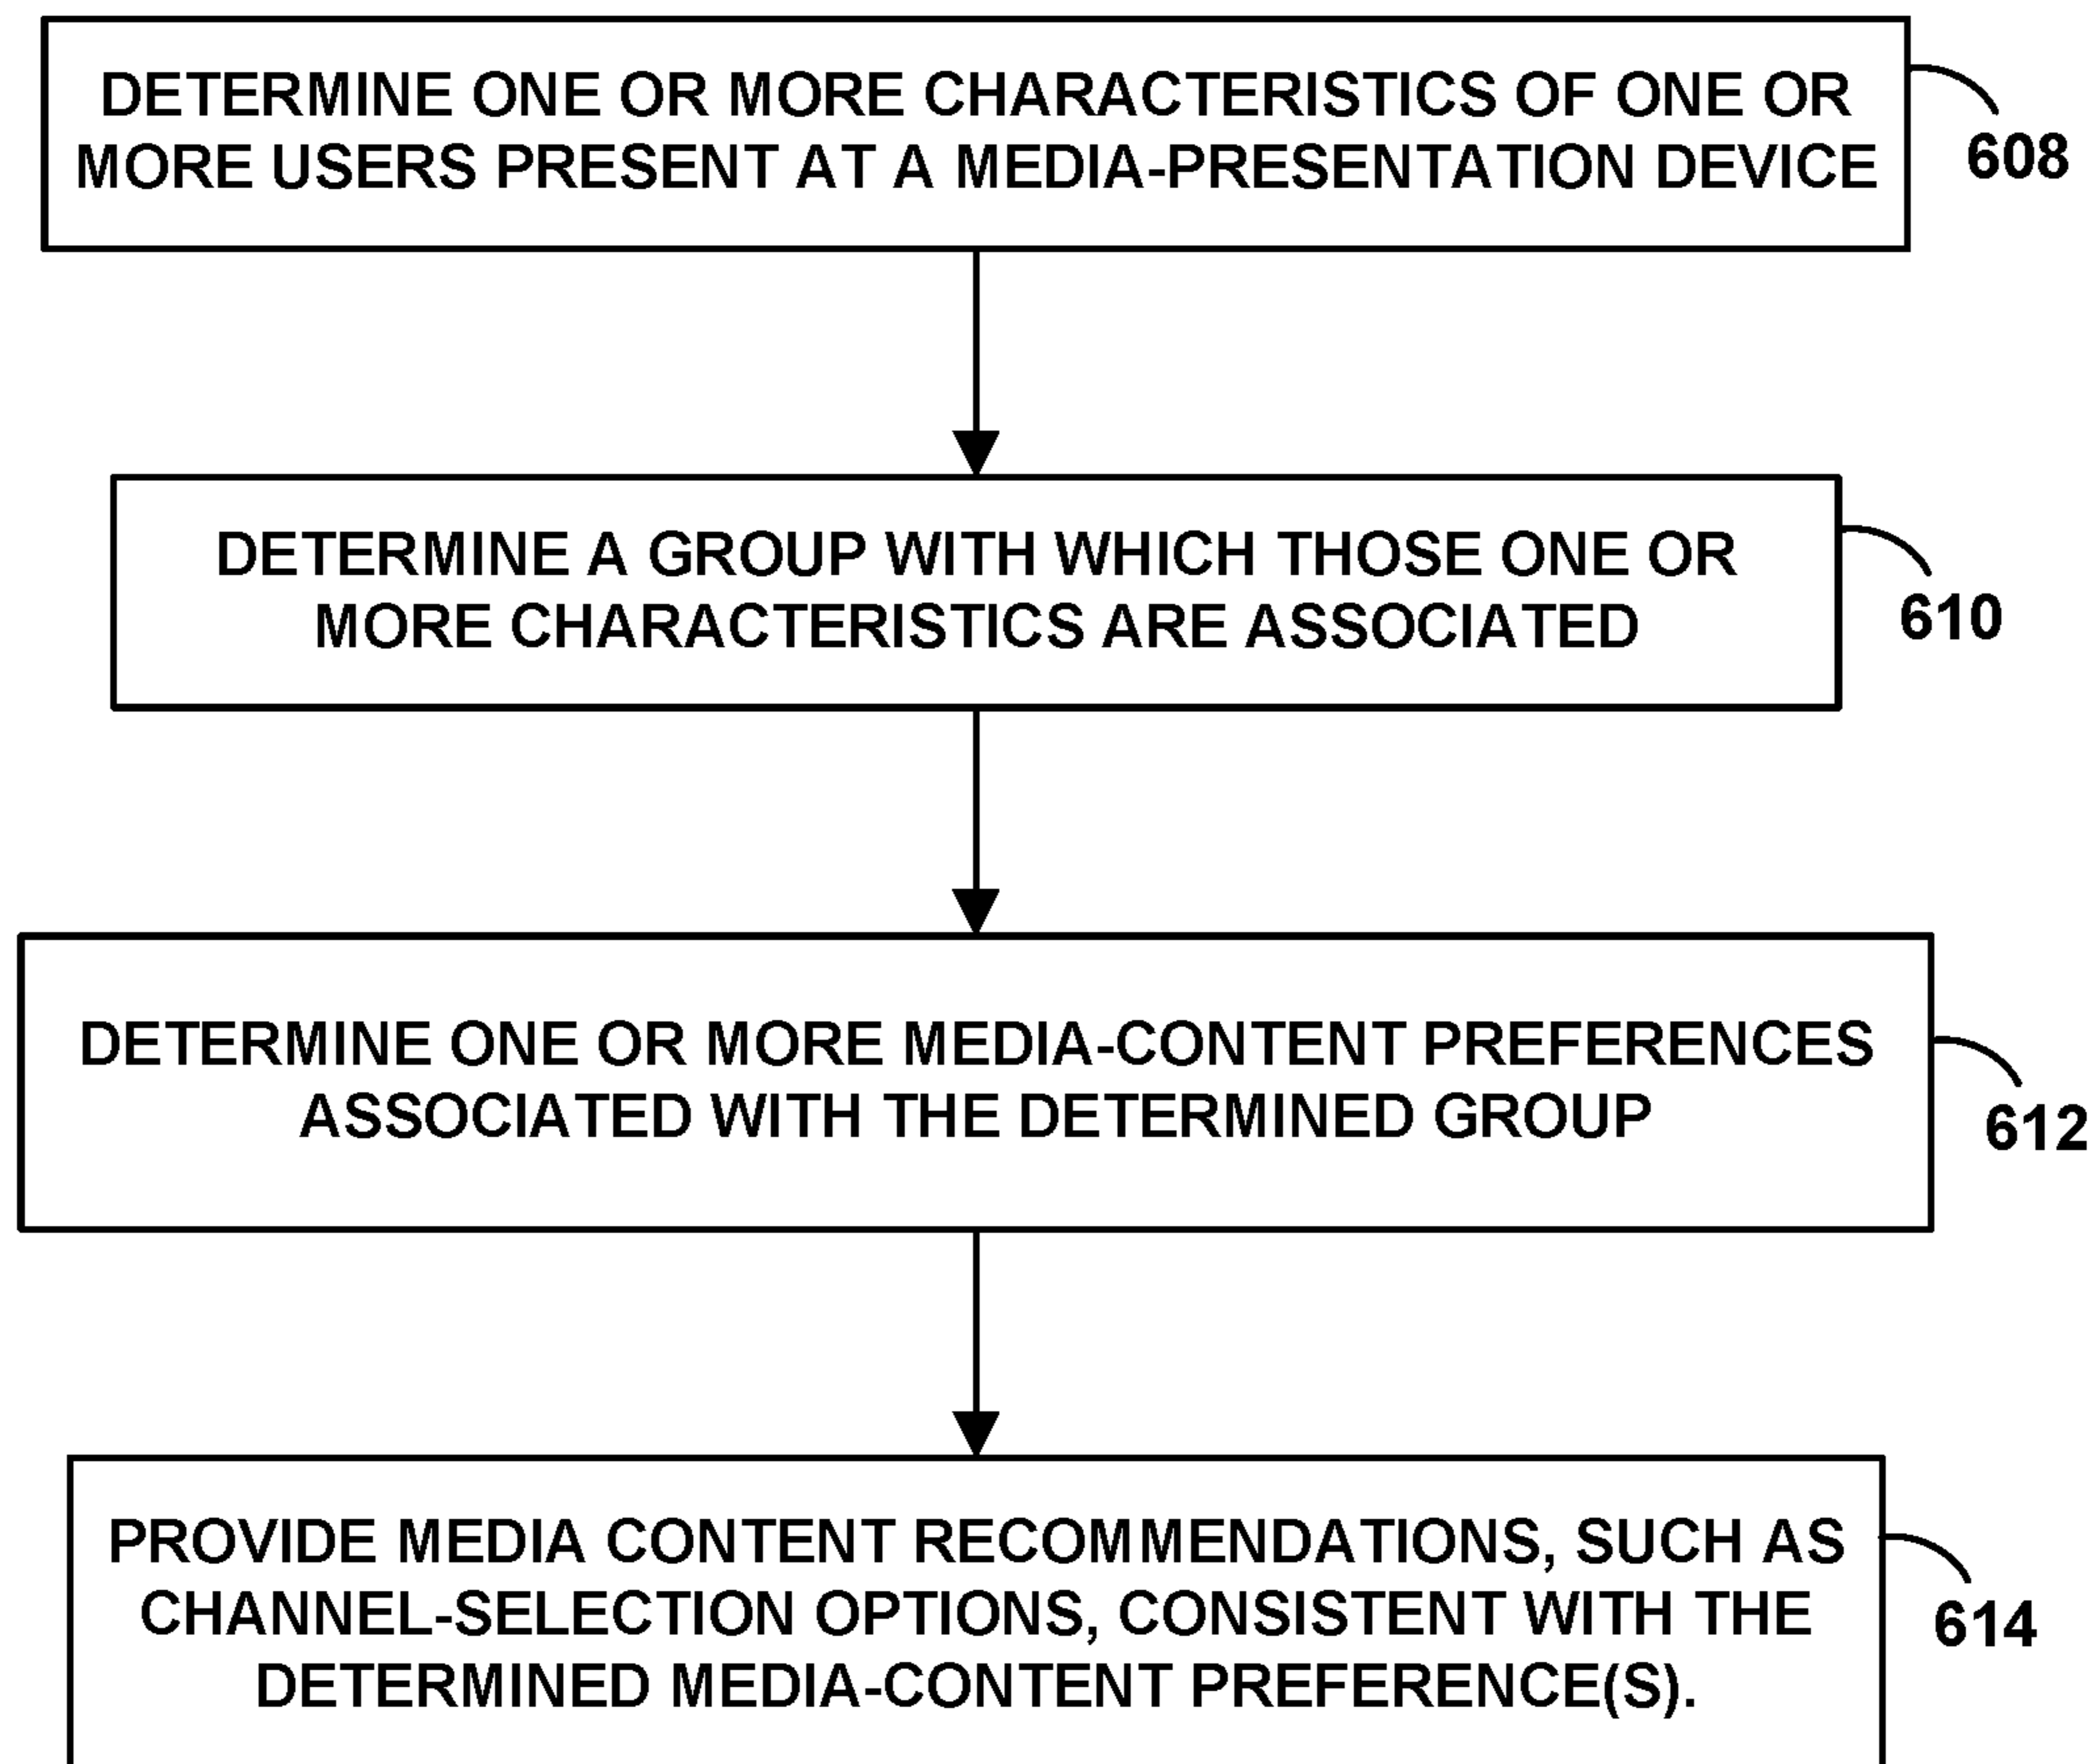 DETERMINE ONE OR MORE CHARACTERISTICS OF ONE OR
MORE USERS PRESENT AT A MEDIA-PRESENTATION DEVICE
608
DETERMINE A GROUP WITH WHICH THOSE ONE OR
MORE CHARACTERISTICS ARE ASSOCIATED
610
DETERMINE ONE OR MORE MEDIA-CONTENT PREFERENCES
ASSOCIATED WITH THE DETERMINED GROUP
612
PROVIDE MEDIA CONTENT RECOMMENDATIONS, SUCH AS
CHANNEL-SELECTION OPTIONS, CONSISTENT WITH THE
DETERMINED MEDIA-CONTENT PREFERENCE(S).
614